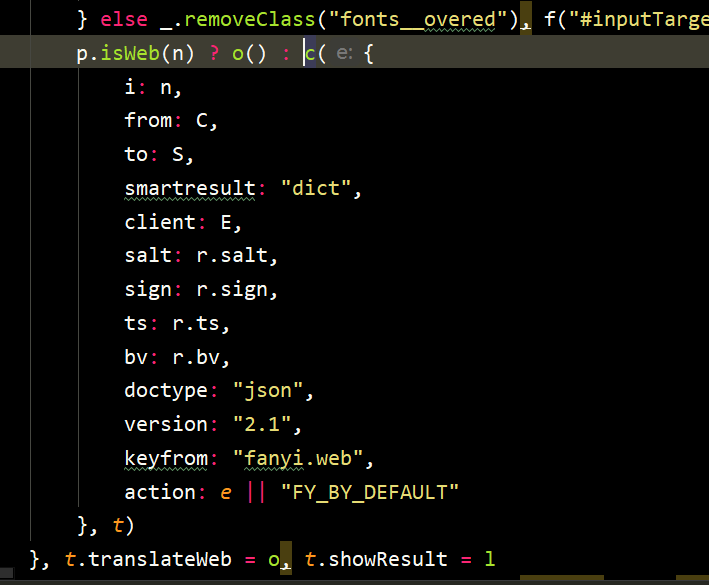 } else _.removeClass("fonts__overed"), f("#inputTarge
p.isWeb(n) ? o() : c( e: {
i: n,
from: C,
to: S,
smartresult: "dict",
client: E,
salt: r.salt,
sign: r.sign,
ts: r.ts,
bv: r.bv,
doctype: "json",
version: "2.1",
keyfrom: "fanyi.web",
action: e || "FY_BY_DEFAULT"
}, t)
}, t.translateWeb = o, t.showResult = l